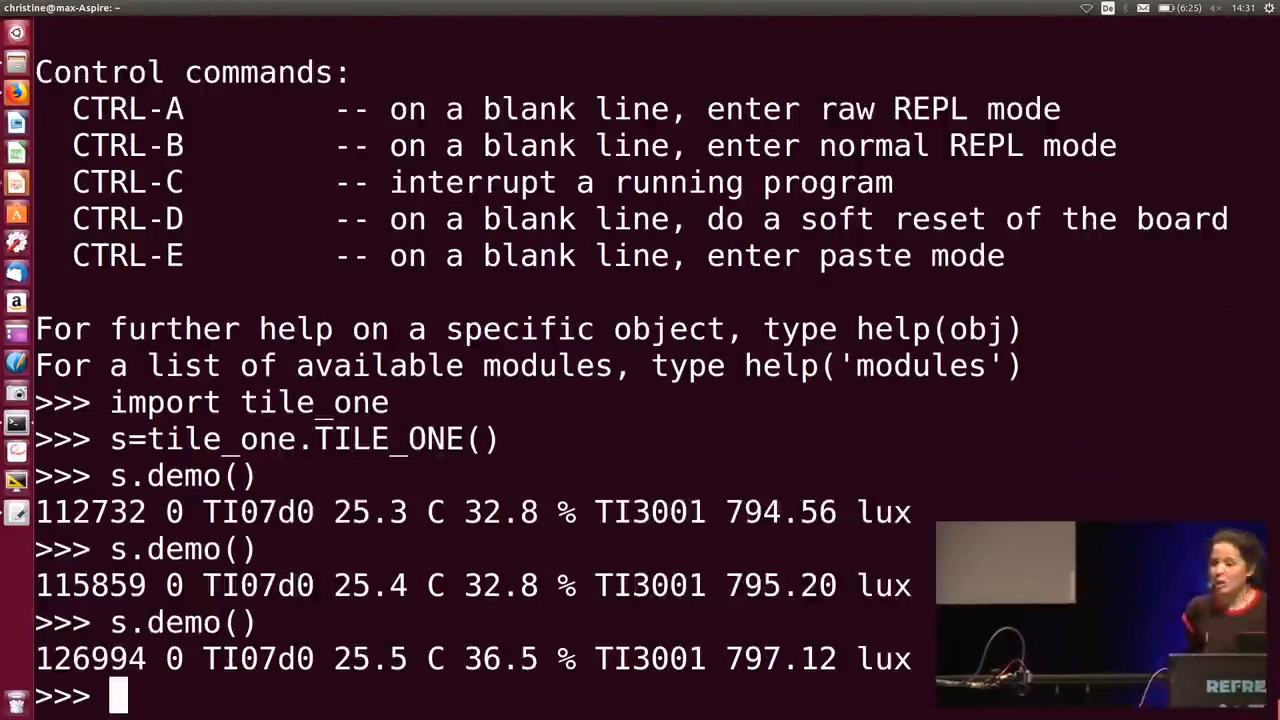 christine@max-Aspire: ~
De
(6:25)
14:31
Control commands:
CTRL-A -- on a blank line, enter raw REPL mode
CTRL-B -- on a blank line, enter normal REPL mode
CTRL-C -- interrupt a running program
CTRL-D -- on a blank line, do a soft reset of the board
CTRL-E -- on a blank line, enter paste mode
For further help on a specific object, type help(obj)
For a list of available modules, type help('modules')
>>> import tile_one
>>> s=tile_one.TILE_ONE()
>>> s.demo()
112732 0 TI07d0 25.3 C 32.8 % TI3001 794.56 lux
>>> s.demo()
115859 0 TI07d0 25.4 C 32.8 % TI3001 795.20 lux
>>> s.demo()
126994 0 TI07d0 25.5 C 36.5 % TI3001 797.12 lux
>>>
REFRE